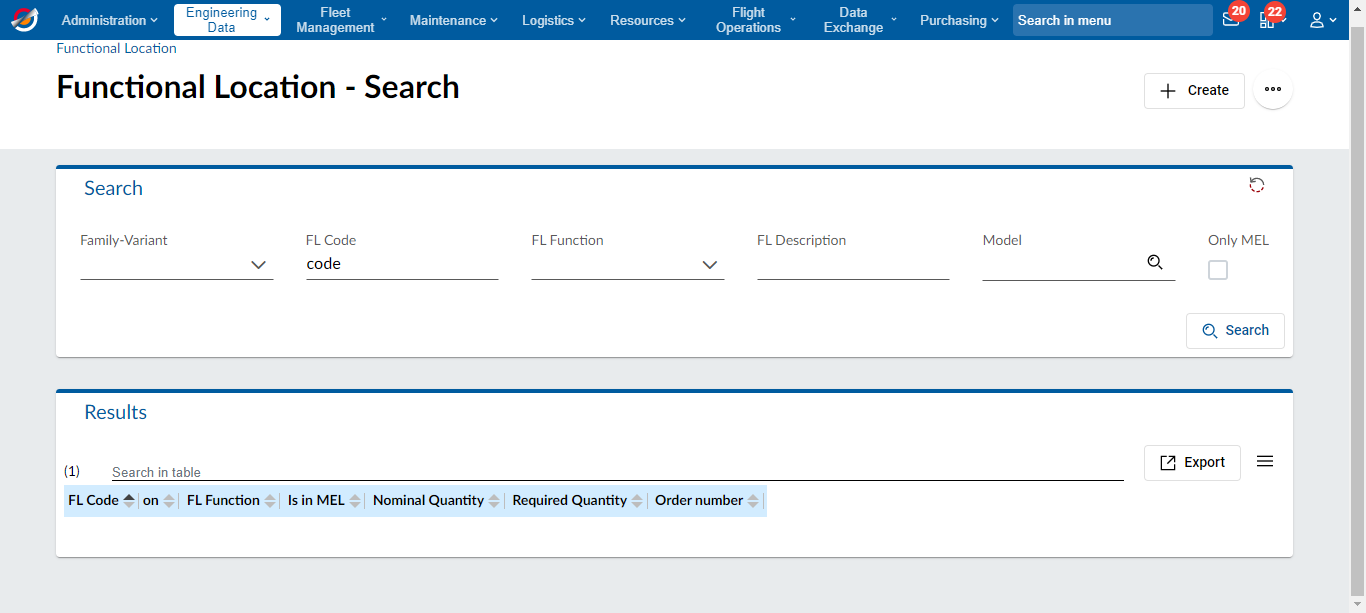 Administration
Engineering
Data
Fleet
Management
Maintenance
Logistics
Resources
Flight
Operations
Data
Exchange
Purchasing
Search in menu
20
22
Functional Location
Functional Location - Search
Create
Search
Family-Variant
FL Code
FL Function
FL Description
Model
Only MEL
code
Search
Results
(1)
Search in table
Export
FL Code on FL Function Is in MEL Nominal Quantity Required Quantity Order number